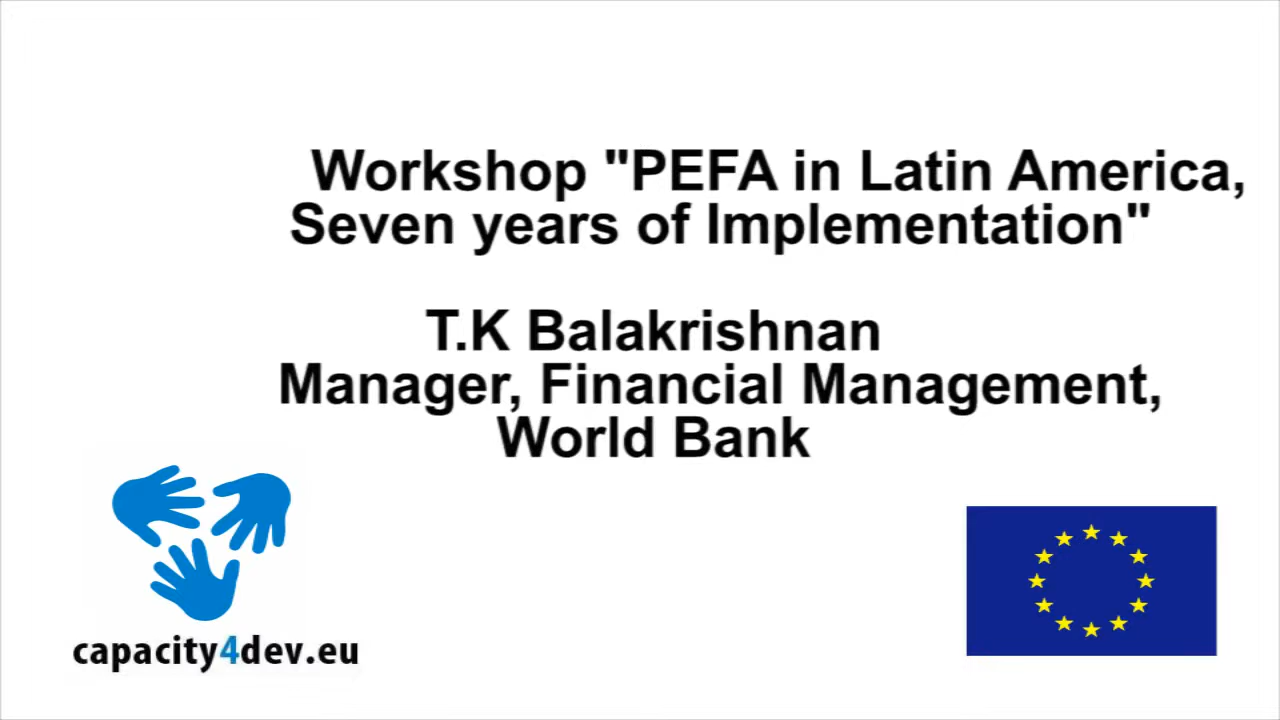 Workshop "PEFA in Latin America,
Seven years of Implementation"
T.K Balakrishnan
Manager, Financial Management,
World Bank
capacity4dev.eu